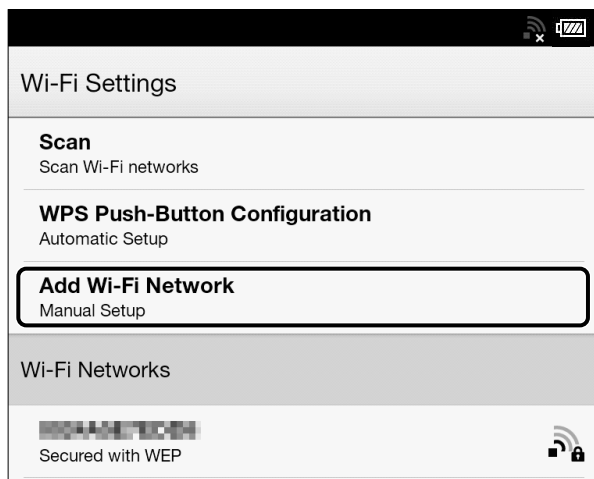 Wi-Fi Settings
Scan
Scan Wi-Fi networks
WPS Push-Button Configuration
Automatic Setup
Add Wi-Fi Network
Manual Setup
Wi-Fi Networks
Secured with WEP